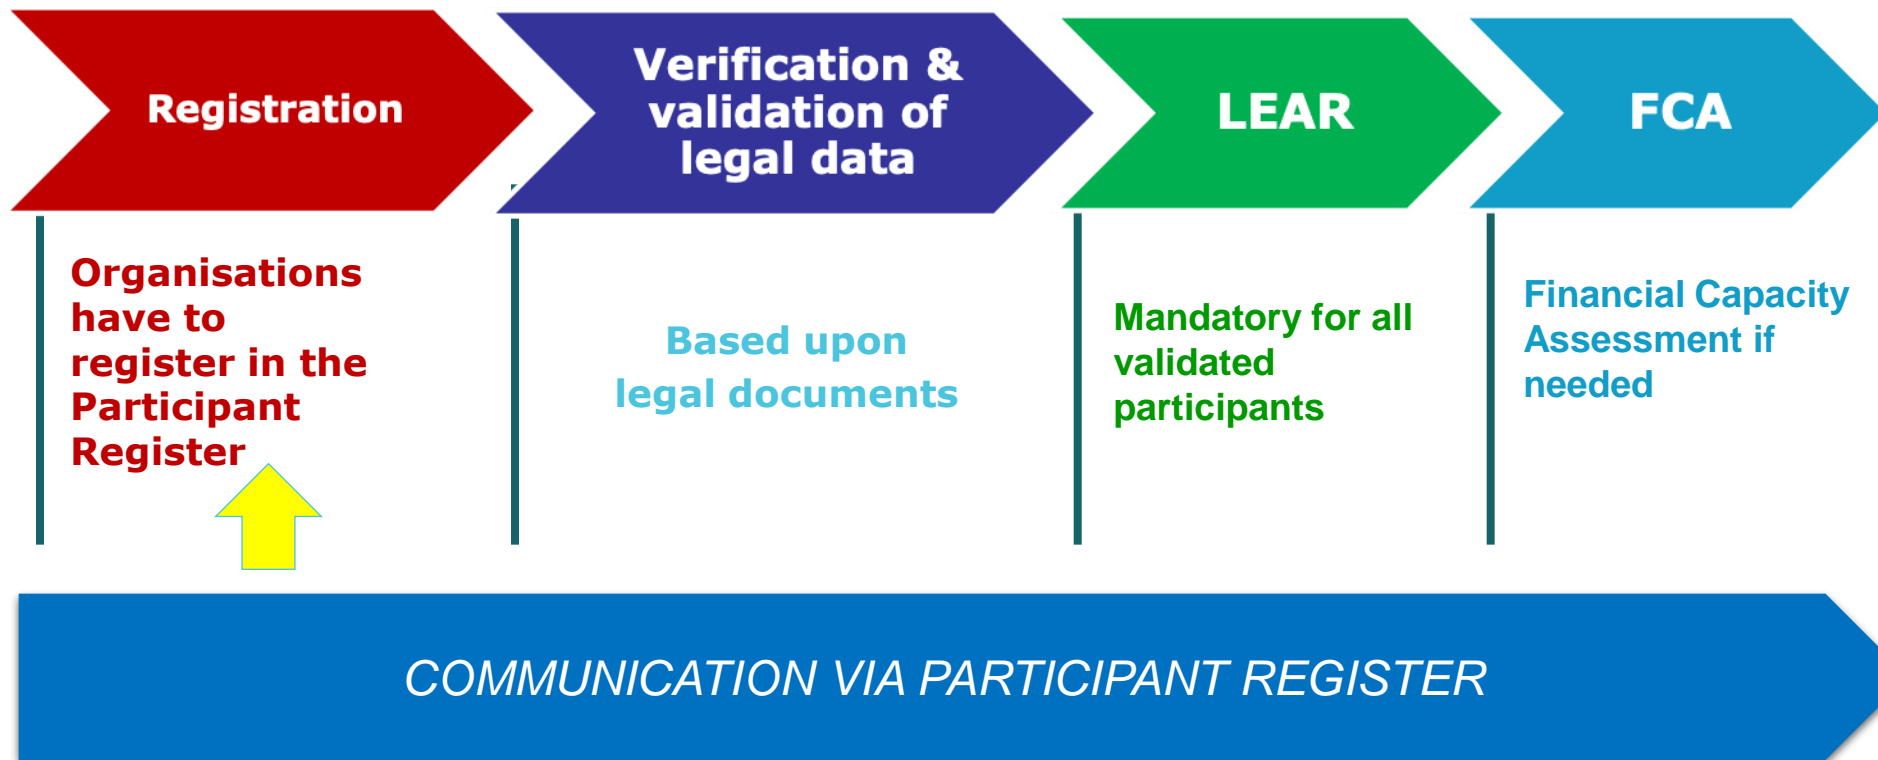 Registration
Verification &
validation of
legal data
LEAR
FCA
Organisations
have to
register in the
Participant
Register
Based upon
legal documents
Mandatory for all
validated
participants
Financial Capacity
Assessment if
needed
COMMUNICATION VIA PARTICIPANT REGISTER